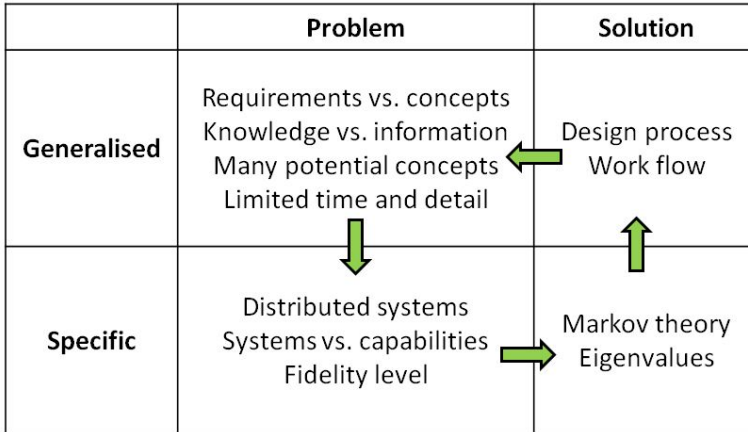 Problem
Solution
Generalised
Requirements vs. concepts
Knowledge vs. information
Many potential concepts
Limited time and detail
Design process
Work flow
Specific
Distributed systems
Systems vs. capabilities
Fidelity level
Markov theory
Eigenvalues